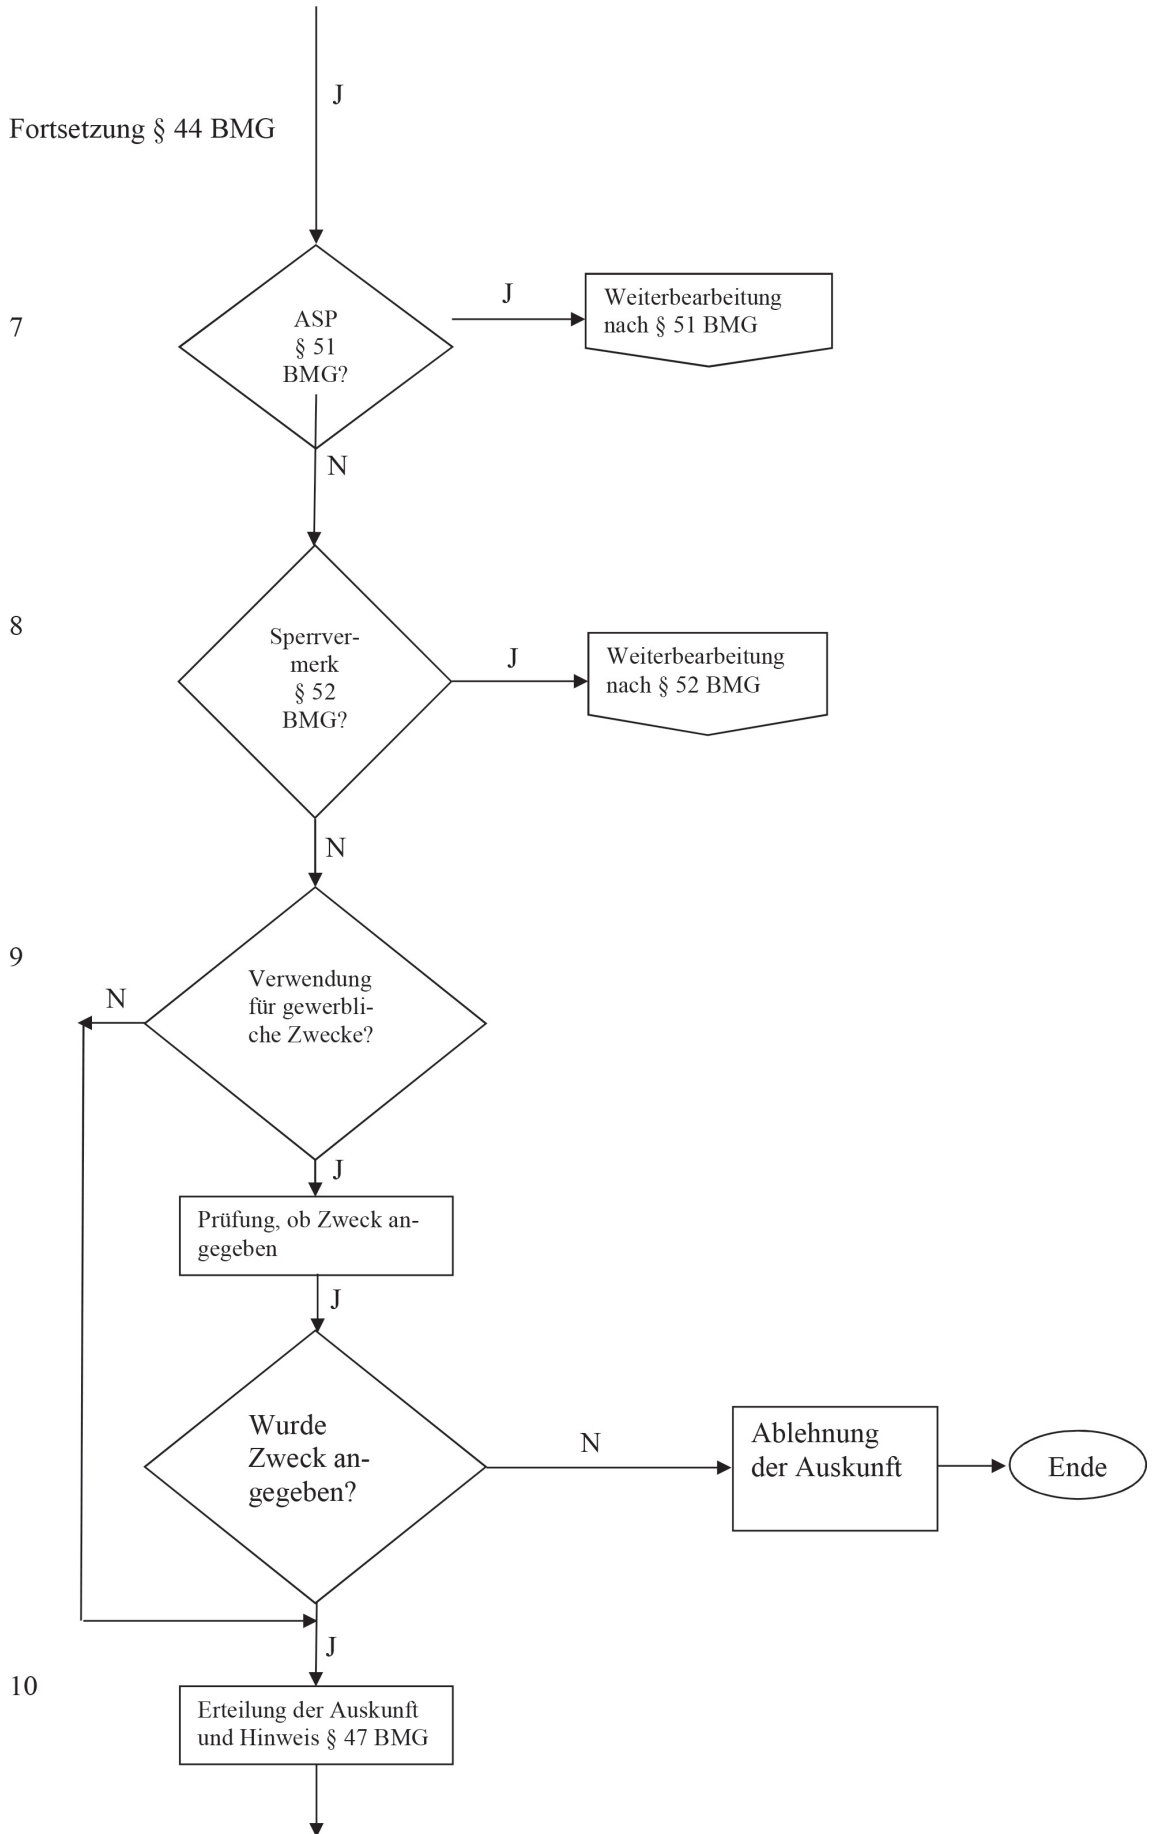 J
Fortsetzung § 44 BMG
7
ASP
§ 51
BMG?
J
Weiterbearbeitung
nach § 51 BMG
N
8
Sperrver-
merk
§ 52
BMG?
J
Weiterbearbeitung
nach § 52 BMG
N
9
Verwendung
für gewerbli-
che Zwecke?
N
J
Prüfung, ob Zweck an-
gegeben
J
Wurde
Zweck an-
gegeben?
N
Ablehnung
der Auskunft
Ende
J
10
Erteilung der Auskunft
und Hinweis § 47 BMG